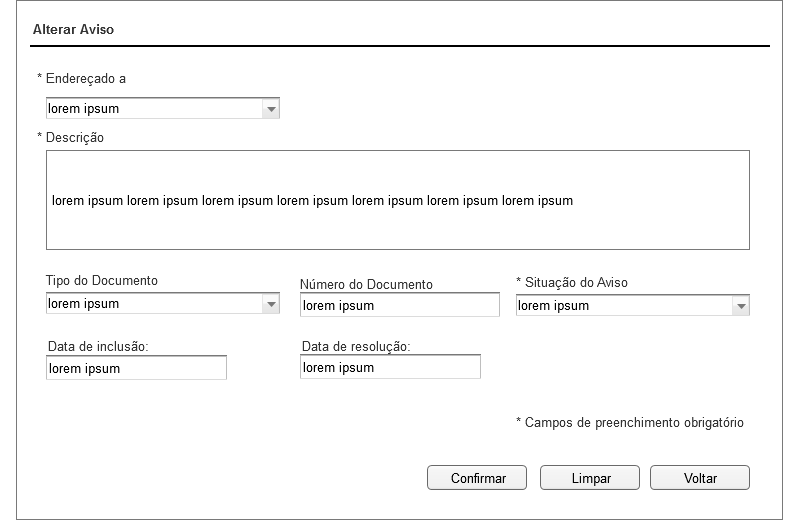 Alterar Aviso
* Endereçado a
lorem ipsum
* Descrição
lorem ipsum lorem ipsum lorem ipsum lorem ipsum lorem ipsum lorem ipsum lorem ipsum
Tipo do Documento
lorem ipsum
Número do Documento
lorem ipsum
* Situação do Aviso
lorem ipsum
Data de inclusão:
lorem ipsum
Data de resolução:
lorem ipsum
* Campos de preenchimento obrigatório
Confirmar
Limpar
Voltar